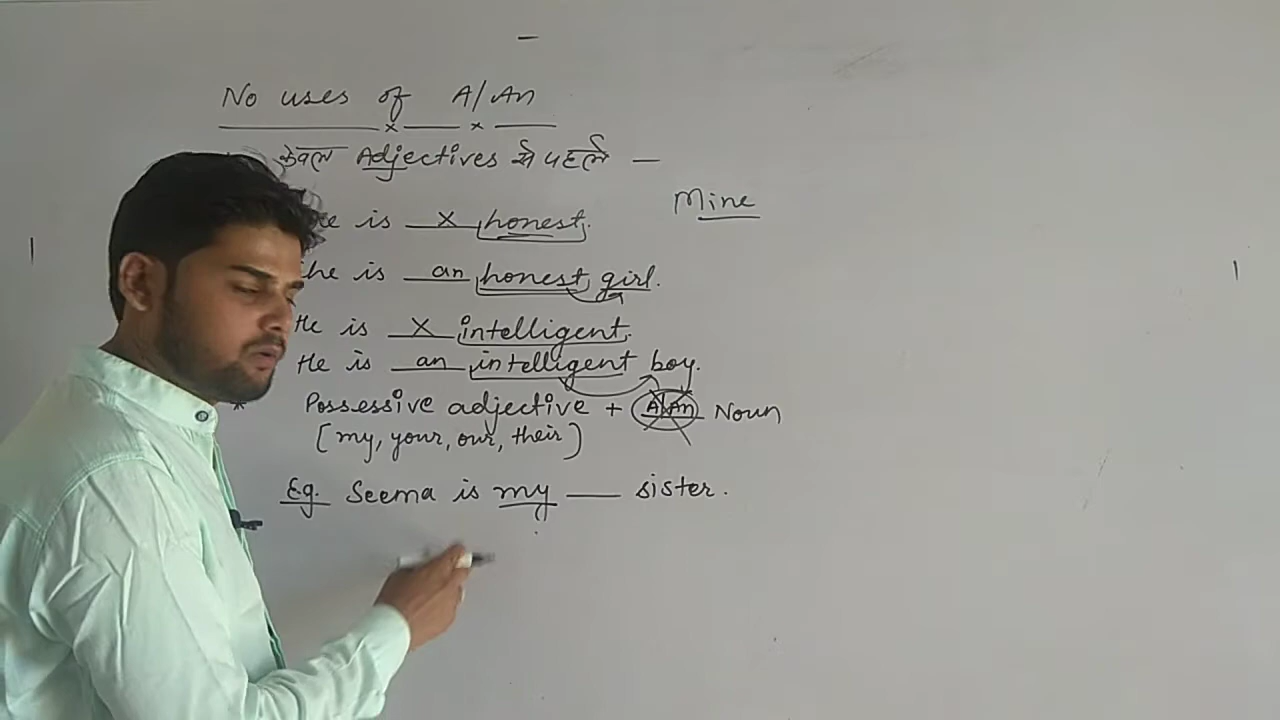 No uses of A/An
केवल Adjectives से पहले —
Mine
is × honest.
She is an honest girl.
He is × intelligent.
He is an intelligent boy.
* Possessive adjective + A/An Noun
[my, your, our, their)
Eg. Seema is my ___ sister.